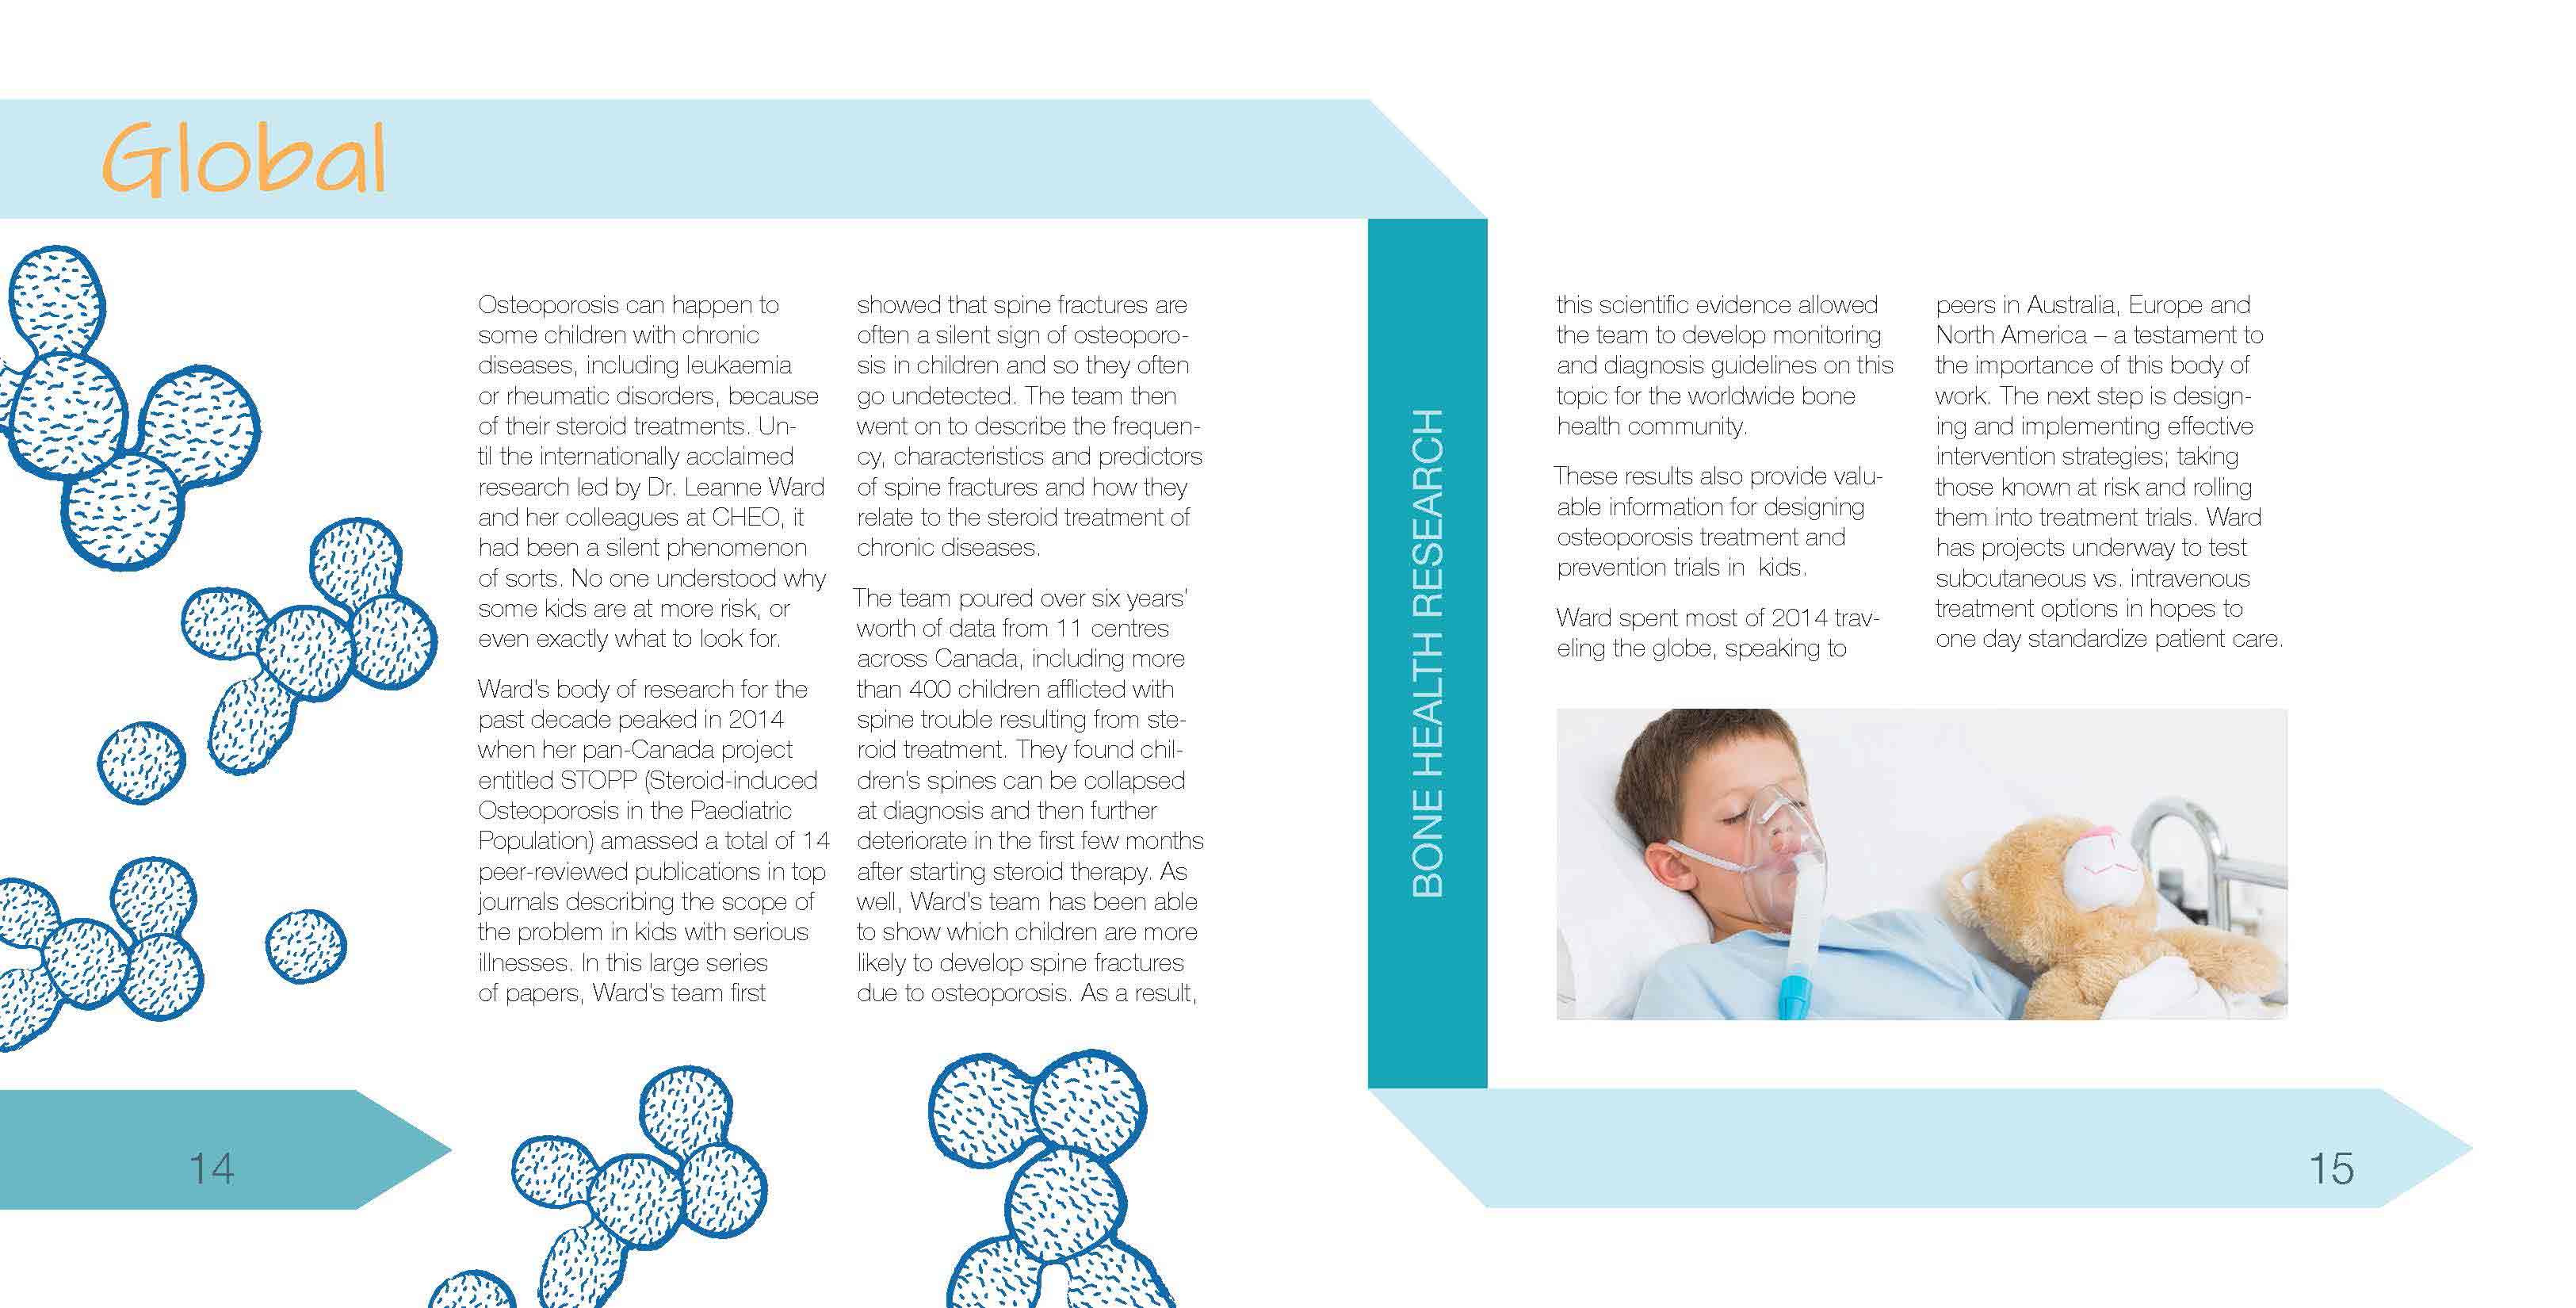 Global
Osteoporosis can happen to
some children with chronic
diseases, including leukaemia
or rheumatic disorders, because
of their steroid treatments. Un-
til the internationally acclaimed
research led by Dr. Leanne Ward
and her colleagues at CHEO, it
had been a silent phenomenon
of sorts. No one understood why
some kids are at more risk, or
even exactly what to look for.
Ward's body of research for the
past decade peaked in 2014
when her pan-Canada project
entitled STOPP (Steroid-induced
Osteoporosis in the Paediatric
Population) amassed a total of 14
peer-reviewed publications in top
journals describing the scope of
the problem in kids with serious
illnesses. In this large series
of papers, Ward's team first
showed that spine fractures are
often a silent sign of osteoporo-
sis in children and so they often
go undetected. The team then
went on to describe the frequen-
cy, characteristics and predictors
of spine fractures and how they
relate to the steroid treatment of
chronic diseases.
The team poured over six years'
worth of data from 11 centres
across Canada, including more
than 400 children afflicted with
spine trouble resulting from ste-
roid treatment. They found chil-
dren's spines can be collapsed
at diagnosis and then further
deteriorate in the first few months
after starting steroid therapy. As
well, Ward's team has been able
to show which children are more
likely to develop spine fractures
due to osteoporosis. As a result,
14
BONE HEALTH RESEARCH
this scientific evidence allowed
the team to develop monitoring
and diagnosis guidelines on this
topic for the worldwide bone
health community.
These results also provide valu-
able information for designing
osteoporosis treatment and
prevention trials in kids.
Ward spent most of 2014 trav-
eling the globe, speaking to
peers in Australia, Europe and
North America – a testament to
the importance of this body of
work. The next step is design-
ing and implementing effective
intervention strategies; taking
those known at risk and rolling
them into treatment trials. Ward
has projects underway to test
subcutaneous vs. intravenous
treatment options in hopes to
one day standardize patient care.
15